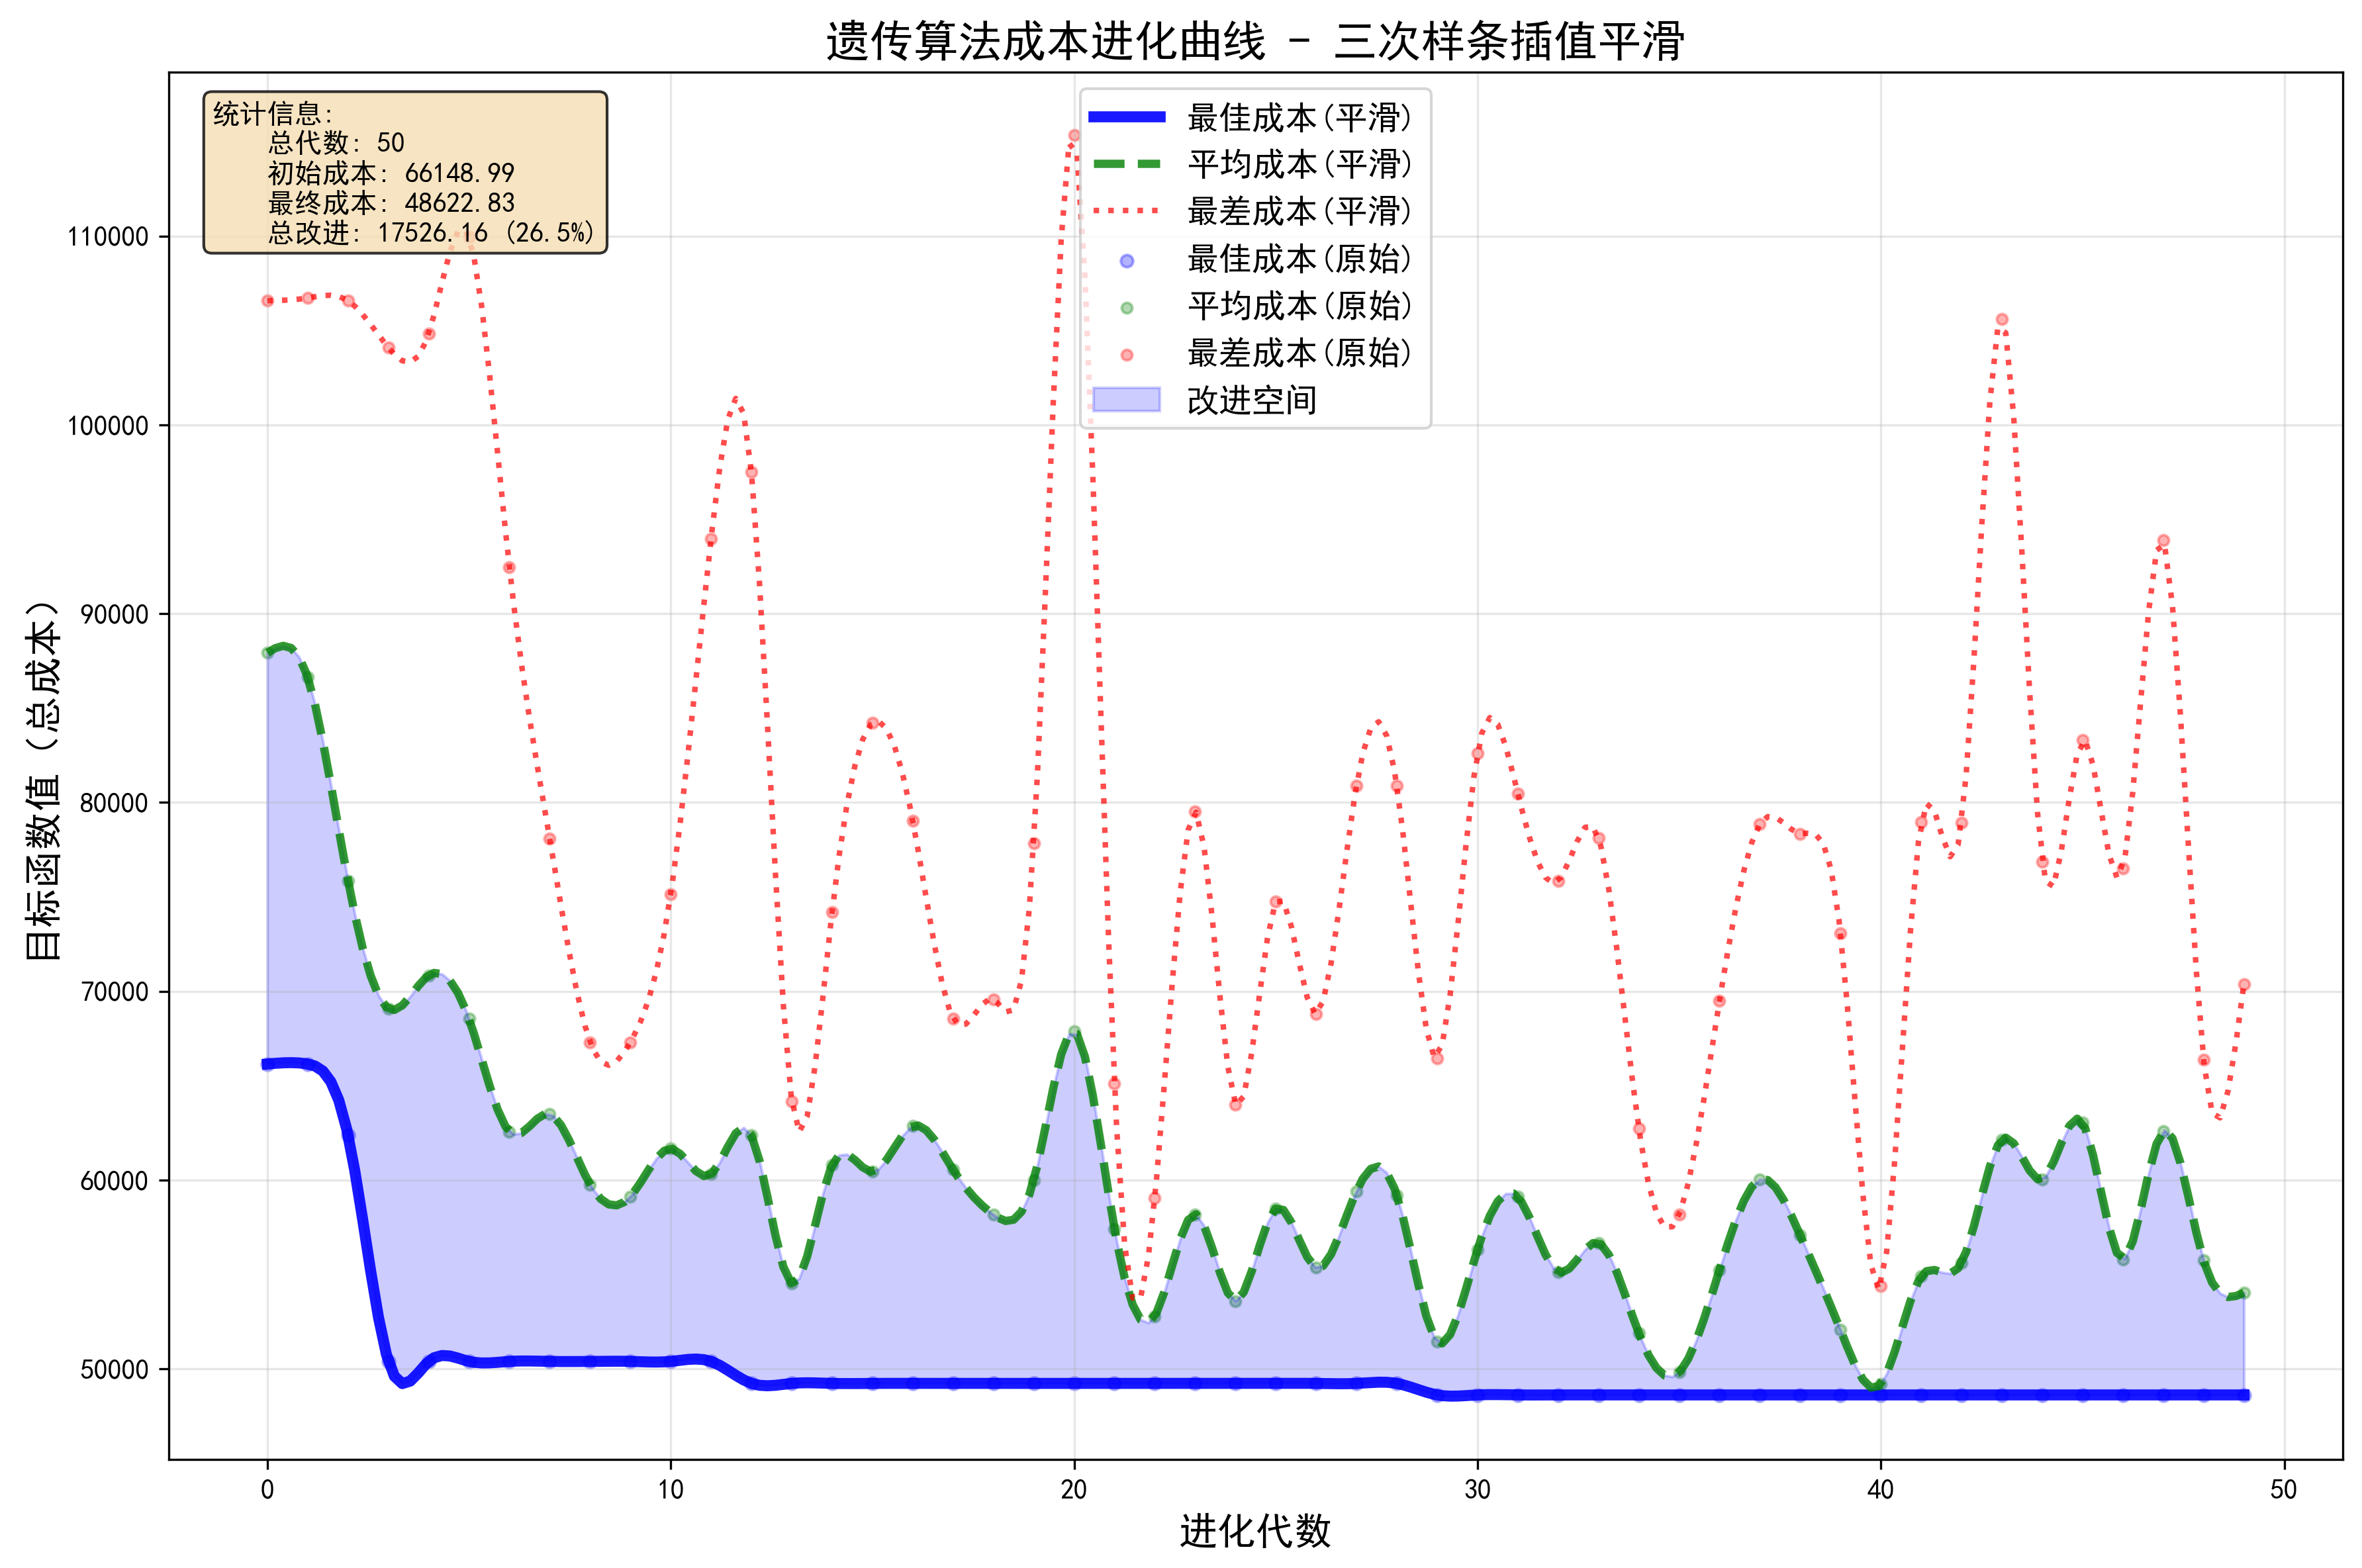 遗传算法成本进化曲线 - 三次样条插值平滑
统计信息:
总代数: 50
初始成本: 66148.99
最终成本: 48622.83
总改进: 17526.16 (26.5%)
最佳成本(平滑)
平均成本(平滑)
最差成本(平滑)
最佳成本(原始)
平均成本(原始)
最差成本(原始)
改进空间
目标函数值 (总成本)
110000
100000
90000
80000
70000
60000
50000
0
10
20
30
40
50
进化代数